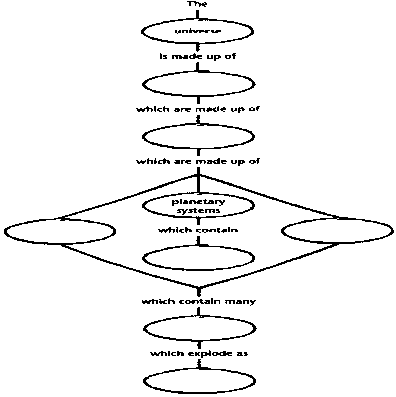 The
universe
is made up of
which are made up of
which are made up of
planetary
systems
which contain
which contain many
which explode as